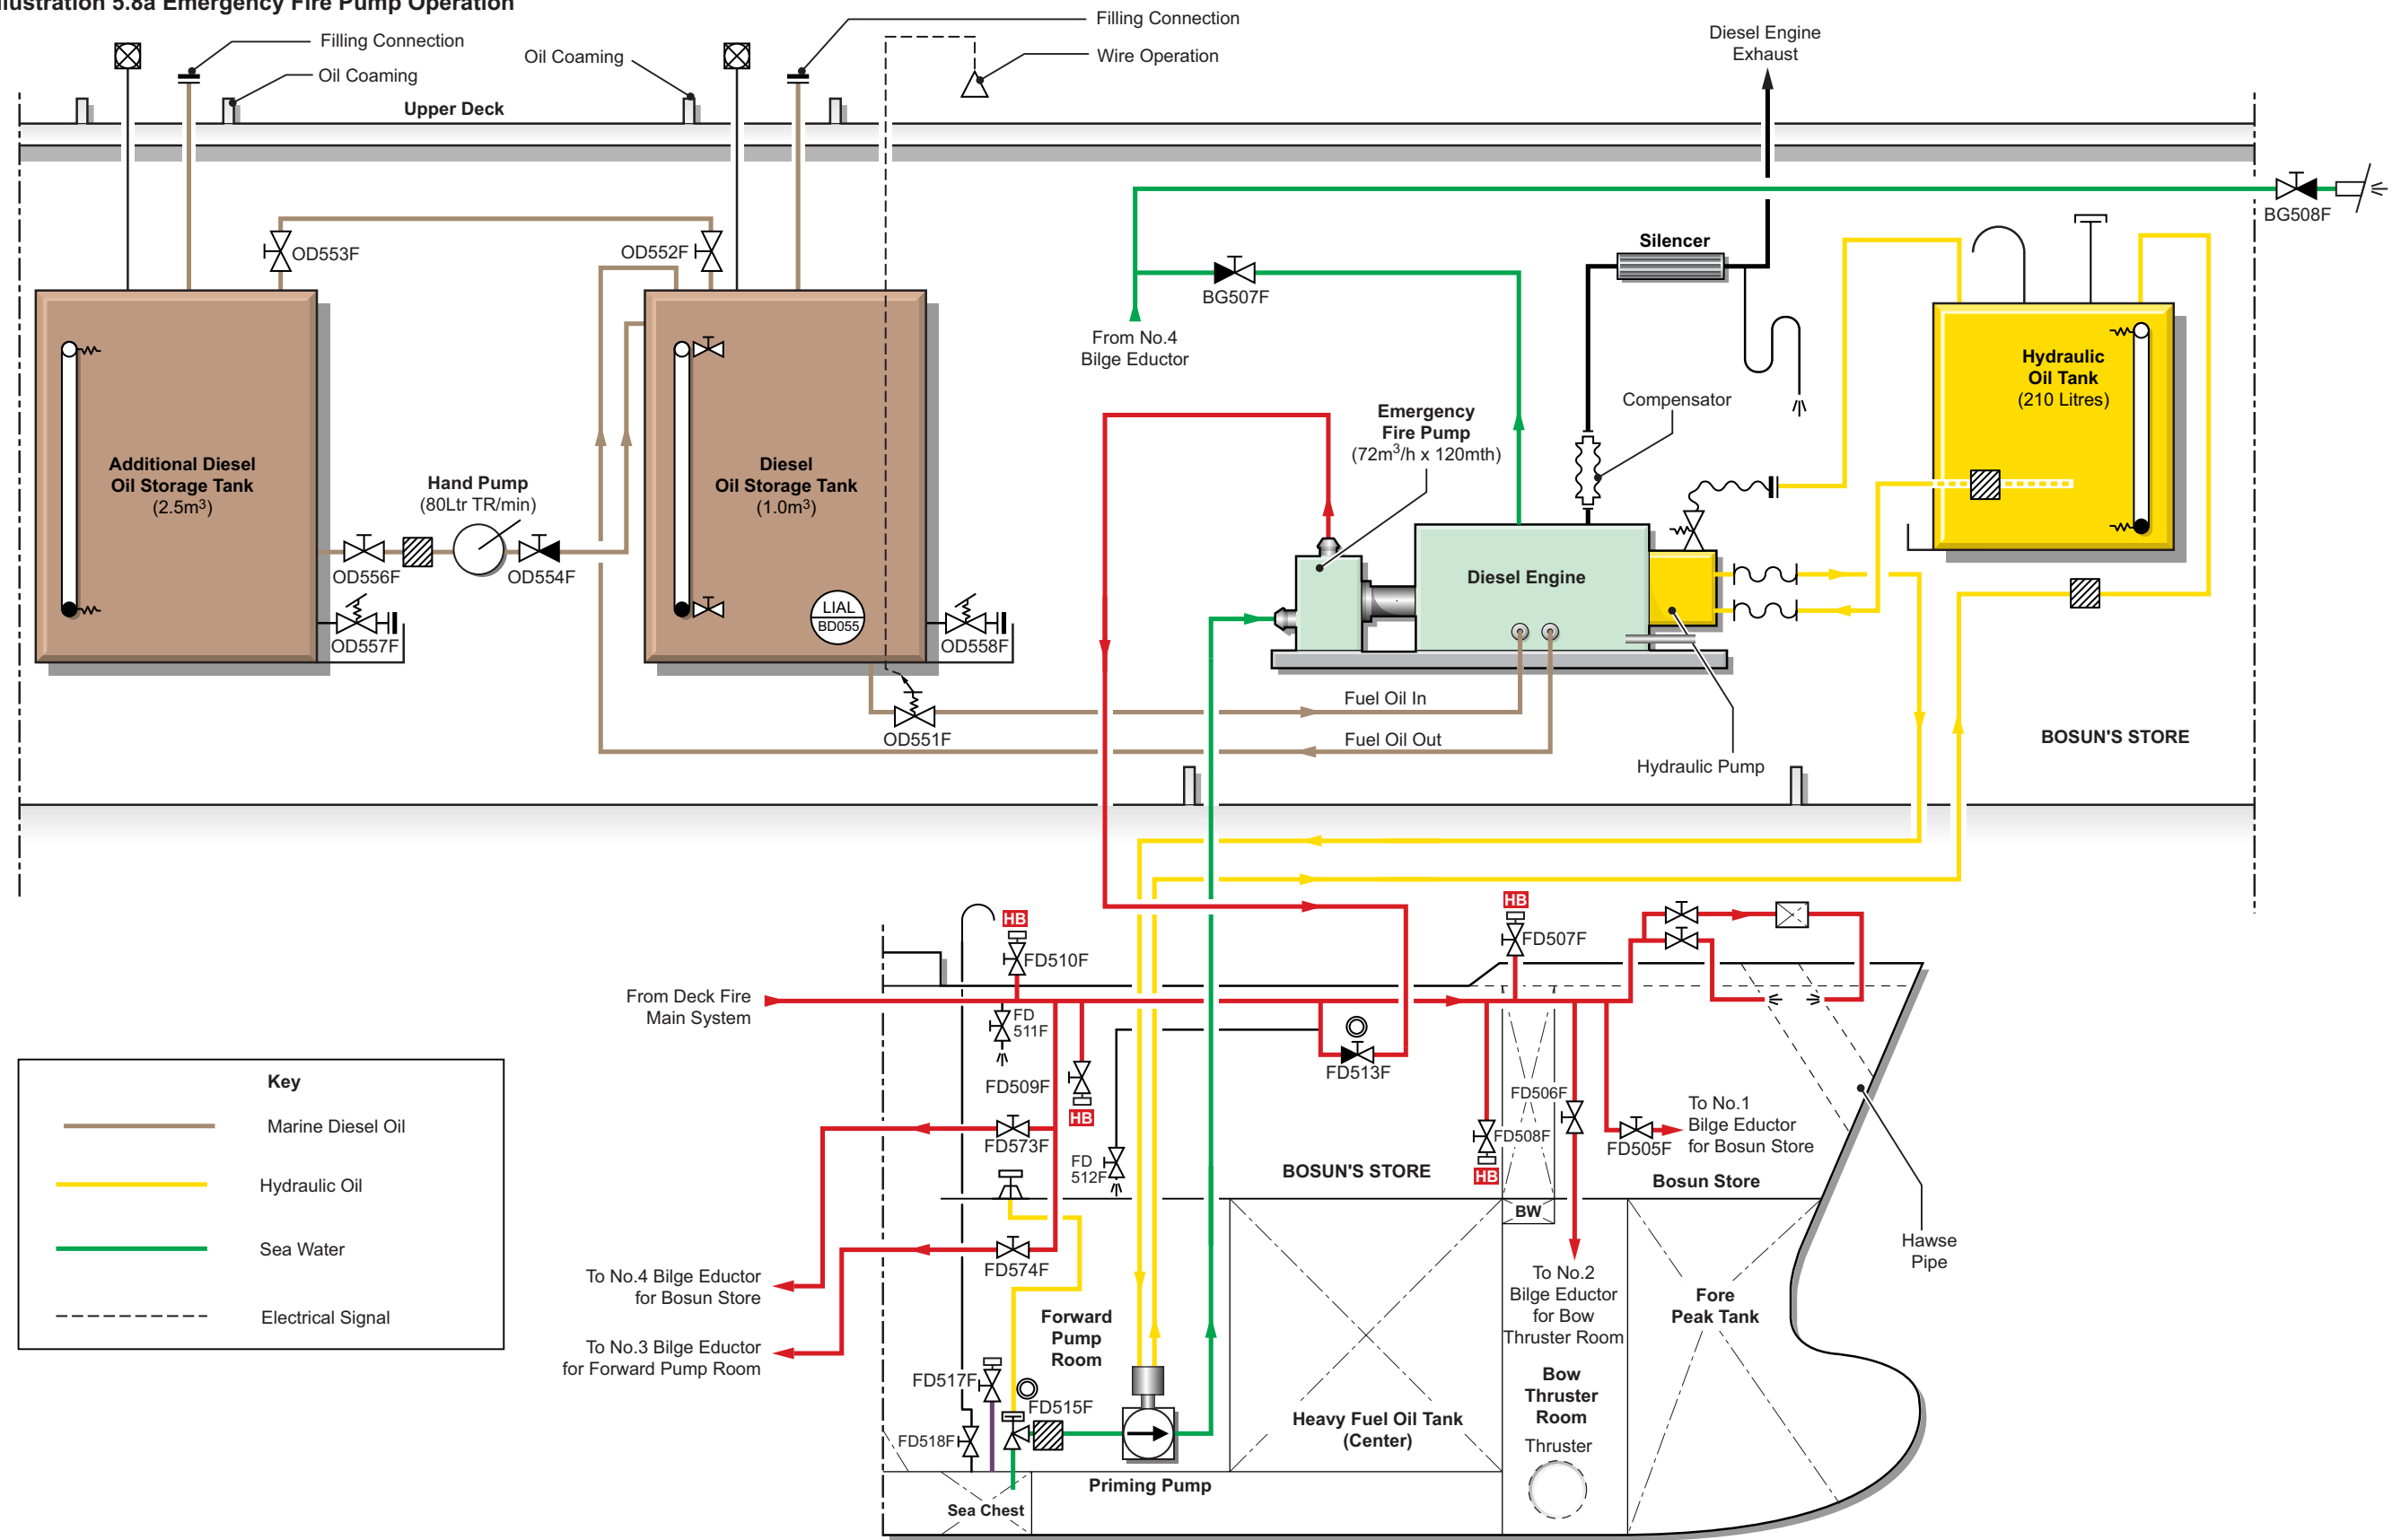 llustration 5.8a Emergency Fire Pump Operation
Filling Connection
Oil Coaming
Oil Coaming
Filling Connection
Wire Operation
Diesel Engine
Exhaust
Upper Deck
BG508F
OD553F
OD552F
BG507F
From No.4
Bilge Eductor
Silencer
Compensator
Hydraulic
Oil Tank
(210 Litres)
Emergency
Fire Pump
(72m³/h x 120mth)
Additional Diesel
Oil Storage Tank
(2.5m³)
Hand Pump
(80Ltr TR/min)
Diesel
Oil Storage Tank
(1.0m³)
OD556F
OD554F
OD557F
LIAL
BD055
OD558F
Diesel Engine
OD551F
Fuel Oil In
Fuel Oil Out
Hydraulic Pump
BOSUN'S STORE
HB
FD510F
HB
FD507F
From Deck Fire
Main System
FD
511F
FD509F
HB
FD513F
FD573F
FD
512F
FD506F
FD508F
HB
FD505F
To No.1
Bilge Eductor
for Bosun Store
BOSUN'S STORE
Bosun Store
BW
Hawse
Pipe
FD574F
To No.4 Bilge Eductor
for Bosun Store
To No.3 Bilge Eductor
for Forward Pump Room
Forward
Pump
Room
To No.2
Bilge Eductor
for Bow
Thruster Room
Fore
Peak Tank
FD517F
FD515F
FD518F
Heavy Fuel Oil Tank
(Center)
Bow
Thruster
Room
Thruster
Priming Pump
Sea Chest
Key
Marine Diesel Oil
Hydraulic Oil
Sea Water
Electrical Signal